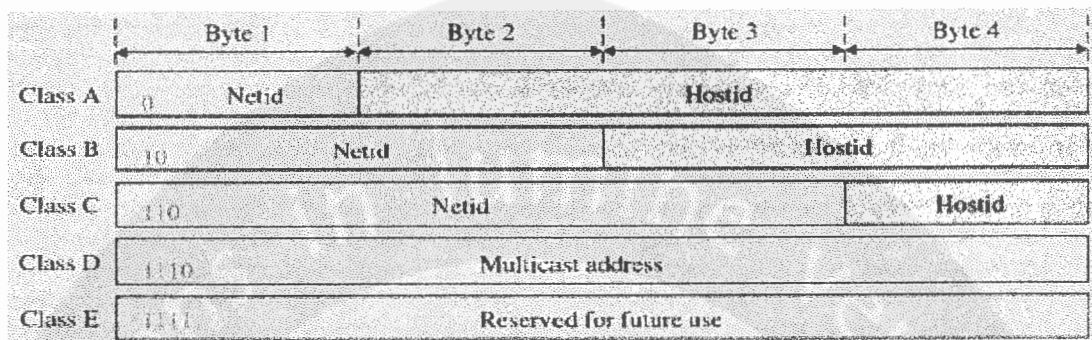 Byte 1 Byte 2 Byte 3 Byte 4
Class A 0 Netid Hostid
Class B 10 Netid Hostid
Class C 110 Netid Hostid
Class D 1110 Multicast address
Class E 1111 Reserved for future use